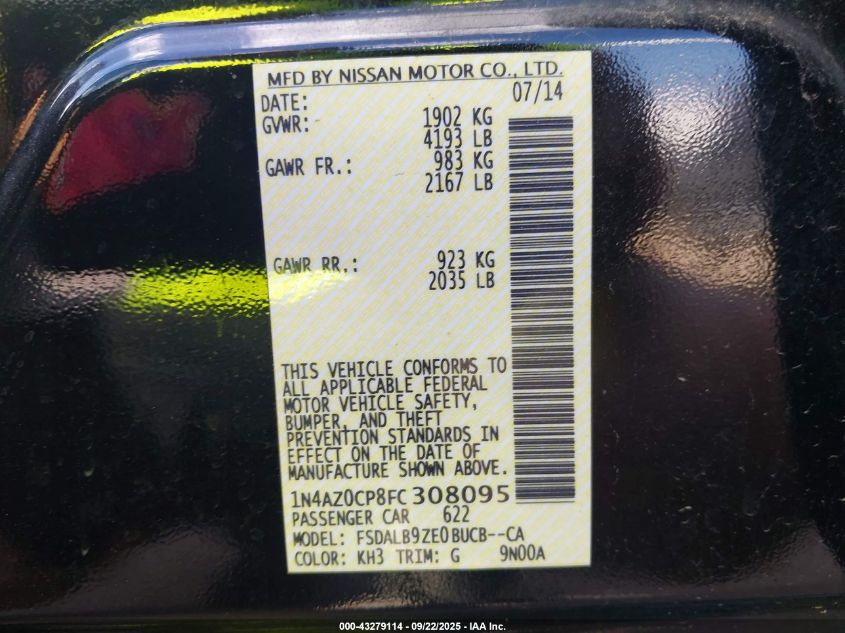 MFD BY NISSAN MOTOR CO., LTD.
DATE: 07/14
GVWR: 1902 KG
4193 LB
GAWR FR.: 983 KG
2167 LB
GAWR RR.: 923 KG
2035 LB
THIS VEHICLE CONFORMS TO
ALL APPLICABLE FEDERAL
MOTOR VEHICLE SAFETY,
BUMPER, AND THEFT
PREVENTION STANDARDS IN
EFFECT ON THE DATE OF
MANUFACTURE SHOWN ABOVE.
1N4AZ0CP8FC308095
PASSENGER CAR 622
MODEL: FSDALB9ZE0BUCB--CA
COLOR: KH3 TRIM: G 9N00A
000-43279114 - 09/22/2025 - IAA Inc.